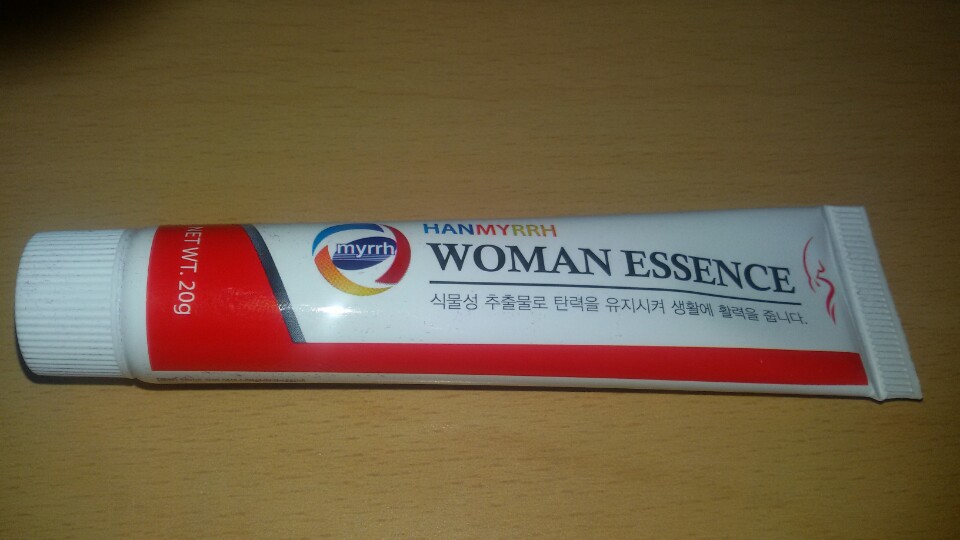 NET WT. 20g
myrrh
HANMYRRH
WOMAN ESSENCE
식물성 추출물로 탄력을 유지시켜 생활에 활력을 줍니다.